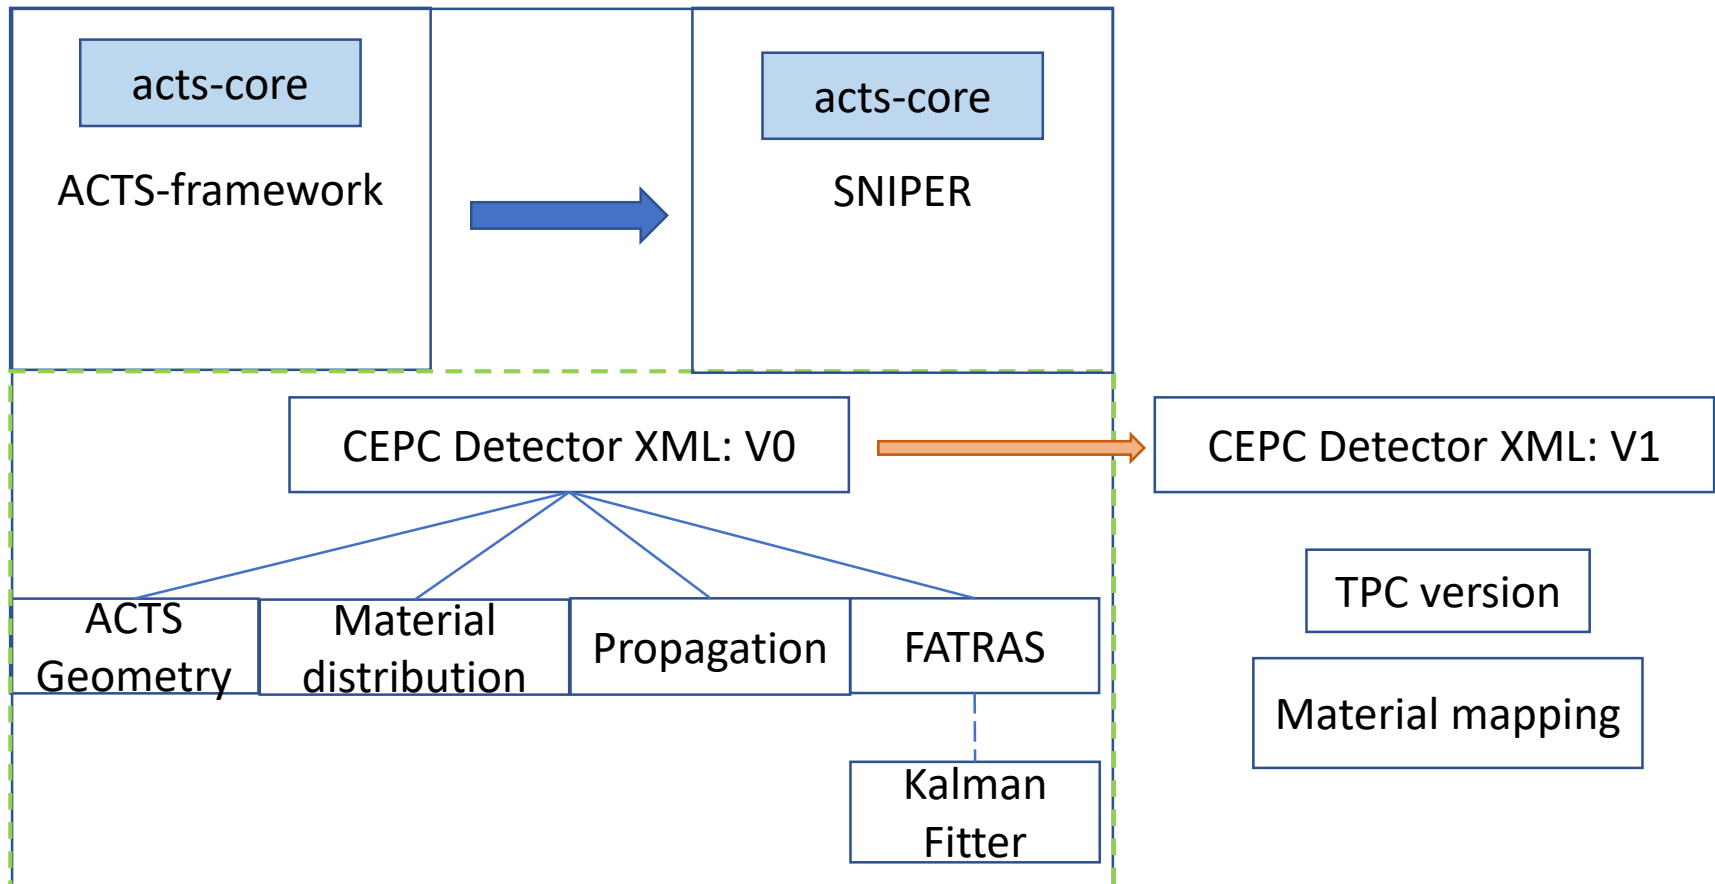 acts-core
ACTS-framework
acts-core
SNIPER
CEPC Detector XML: V0
CEPC Detector XML: V1
ACTS
Geometry
Material
distribution
Propagation
FATRAS
Kalman
Fitter
TPC version
Material mapping